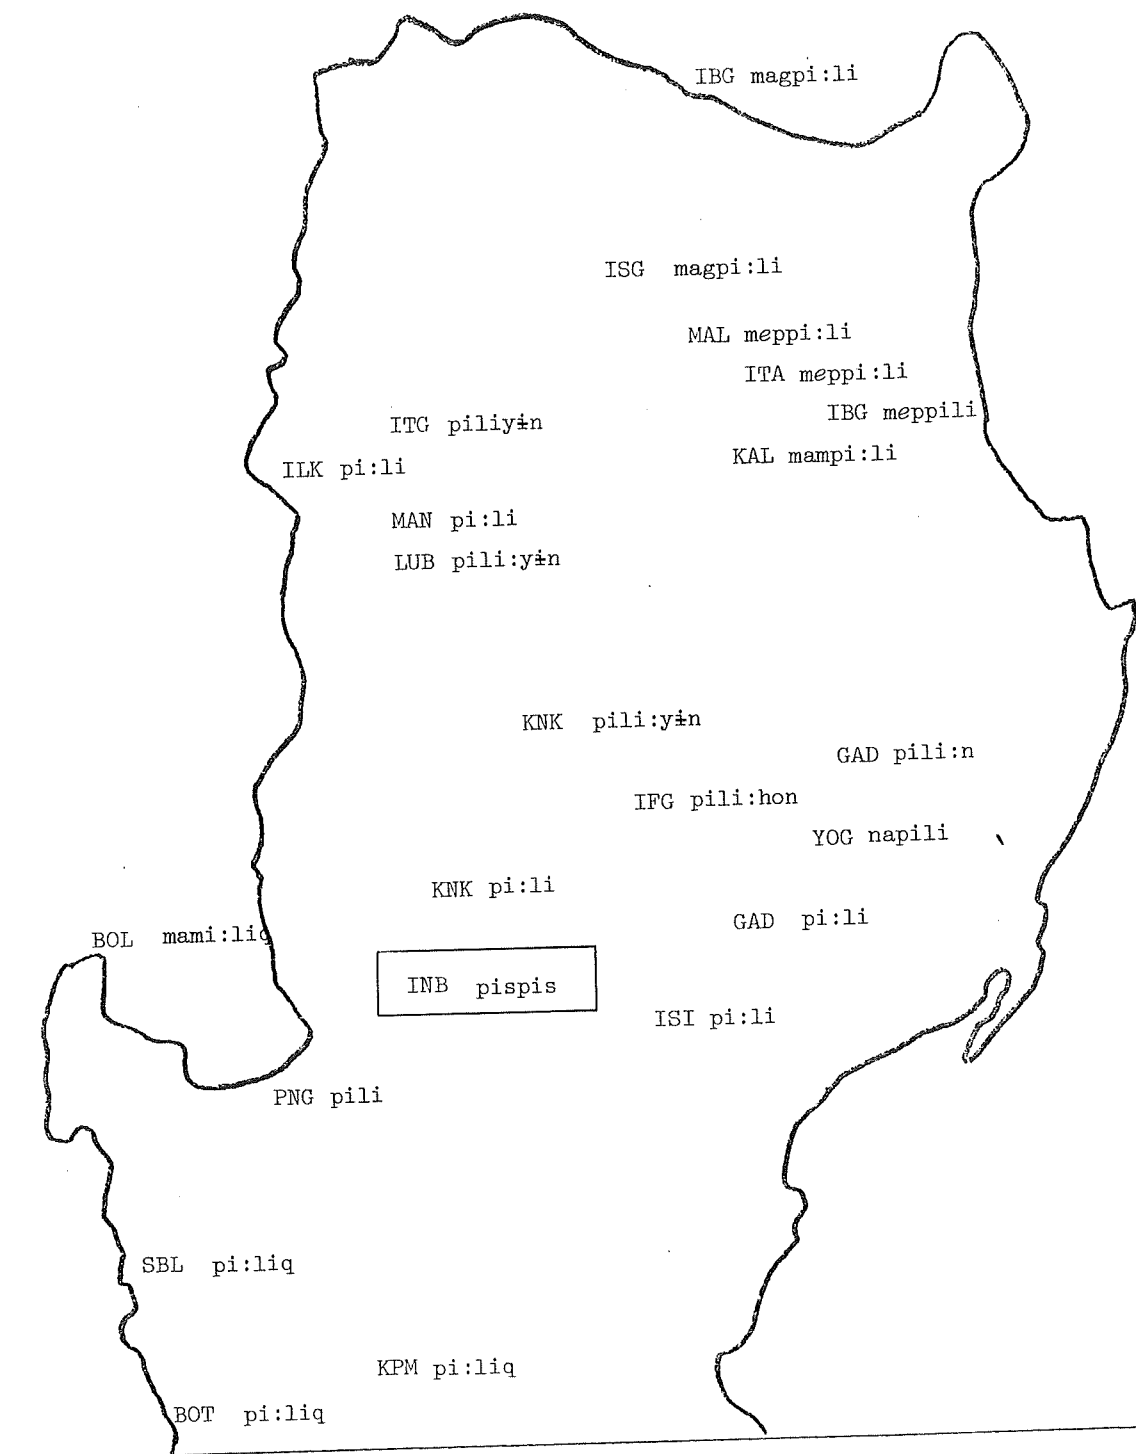 IBG magpi:li
ISG magpi:li
MAL meppi:li
ITA meppi:li
IBG meppili
ITG piliyɨn
KAL mampi:li
ILK pi:li
MAN pi:li
LUB pili:yɨn
KNK pili:yɨn
GAD pili:n
IFG pili:hon
YOG napili
KNK pi:li
GAD pi:li
BOL mami:liq
INB pispis
ISI pi:li
PNG pili
SBL pi:liq
KPM pi:liq
BOT pi:liq